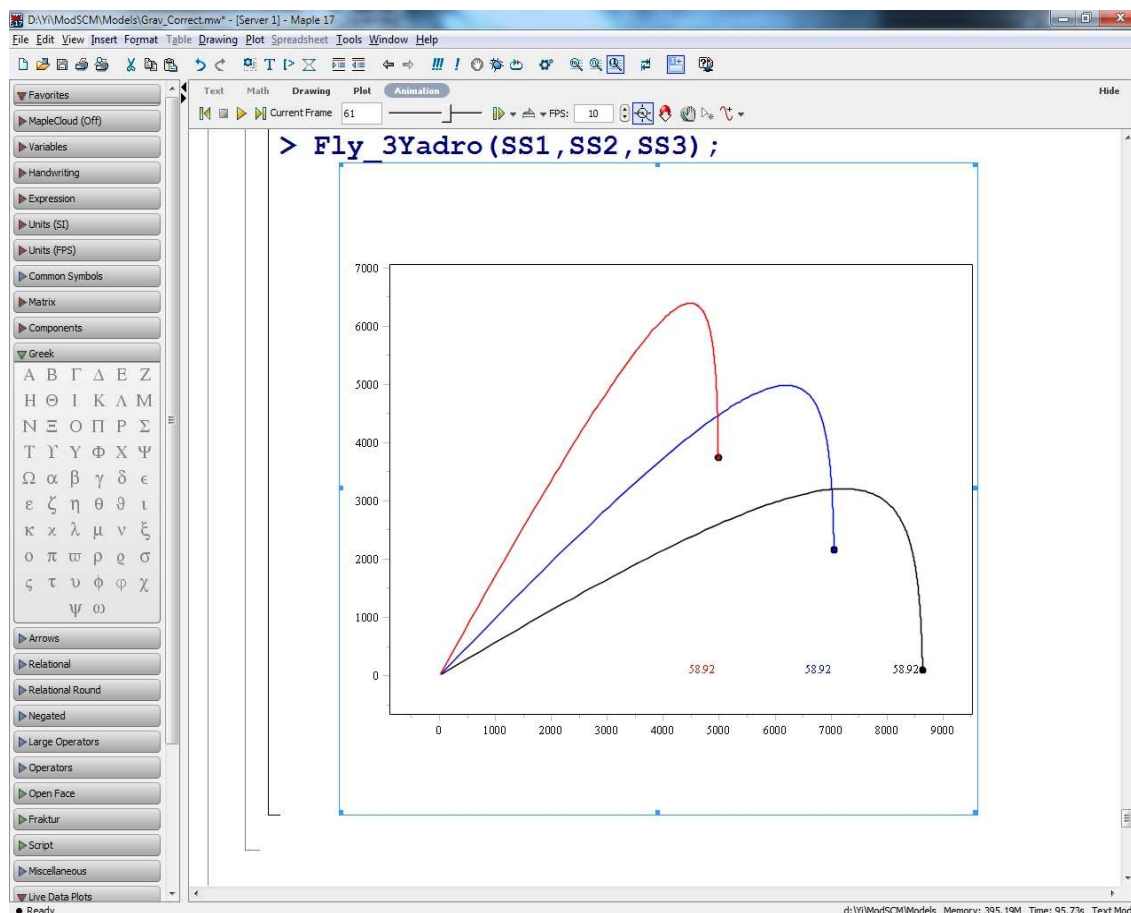 D:\Yi\ModSCM\Models\Grav_Correct.mw* - [Server 1] - Maple 17
File Edit View Insert Format Table Drawing Plot Spreadsheet Tools Window Help
Text Math Drawing Plot Animation Hide
Current Frame 61 FPS: 10
Favorites
MapleCloud (Off)
Variables
Handwriting
Expression
Units (SI)
Units (FPS)
Common Symbols
Matrix
Components
Greek
Α Β Γ Δ Ε Ζ
Η Θ Ι Κ Λ Μ
Ν Ξ Ο Π Ρ Σ
Τ ϒ Υ Φ Χ Ψ
Ω α β γ δ ϵ
ε ζ η θ ϑ ι
κ ϰ λ μ ν ξ
ο π ϖ ρ ϱ σ
ς τ υ ϕ φ χ
ψ ω
Arrows
Relational
Relational Round
Negated
Large Operators
Operators
Open Face
Fraktur
Script
Miscellaneous
Live Data Plots
> Fly_3Yadro(SS1,SS2,SS3);
7000
6000
5000
4000
3000
2000
1000
0
58.92 58.92 58.92
0 1000 2000 3000 4000 5000 6000 7000 8000 9000
Ready d:\Yi\ModSCM\Models Memory: 395.19M Time: 95.73s Text Mod